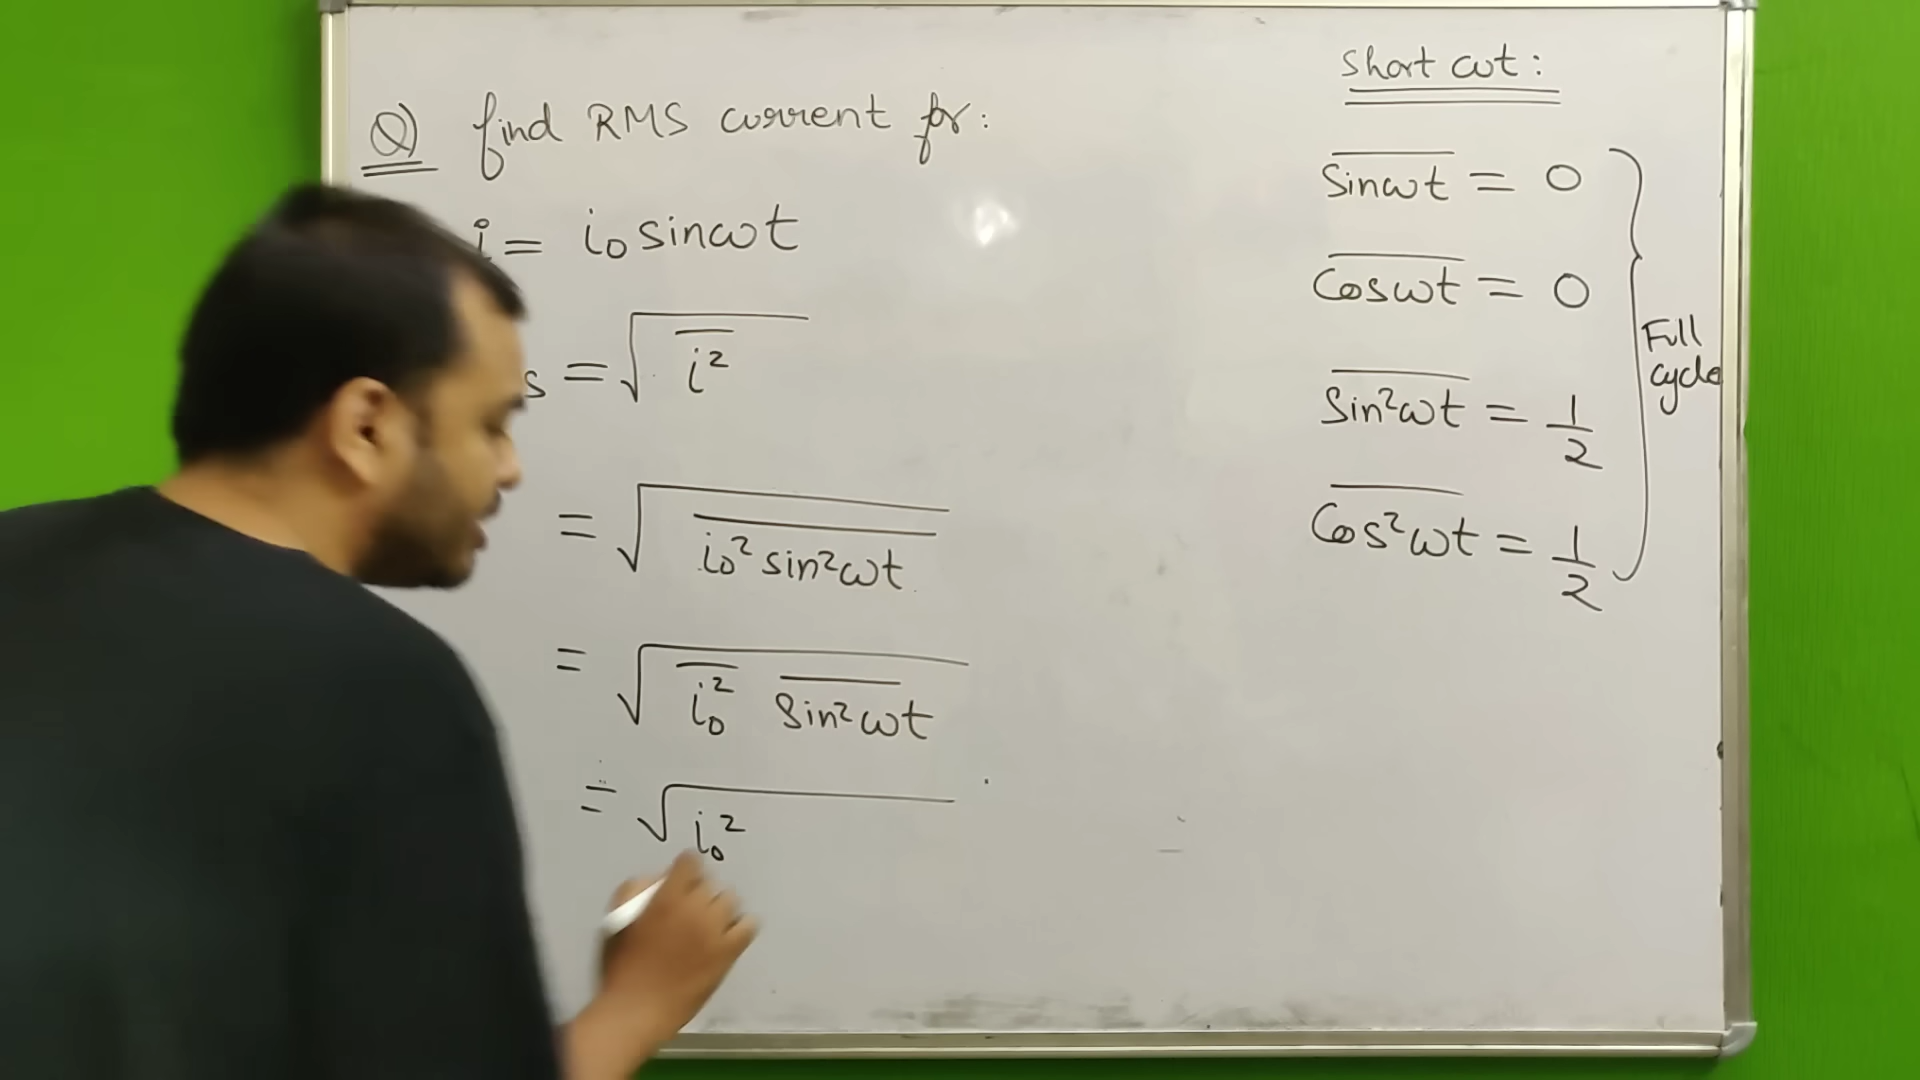 Q) find RMS current for:
i = i₀ sinωt
s = √(i²)‾
= √(i₀² sin²ωt)‾
= √(i₀²‾ sin²ωt‾)
= √i₀²
Short cut:
sinωt‾ = 0
Cosωt‾ = 0
Sin²ωt‾ = 1/2
Cos²ωt‾ = 1/2
Full
cycle